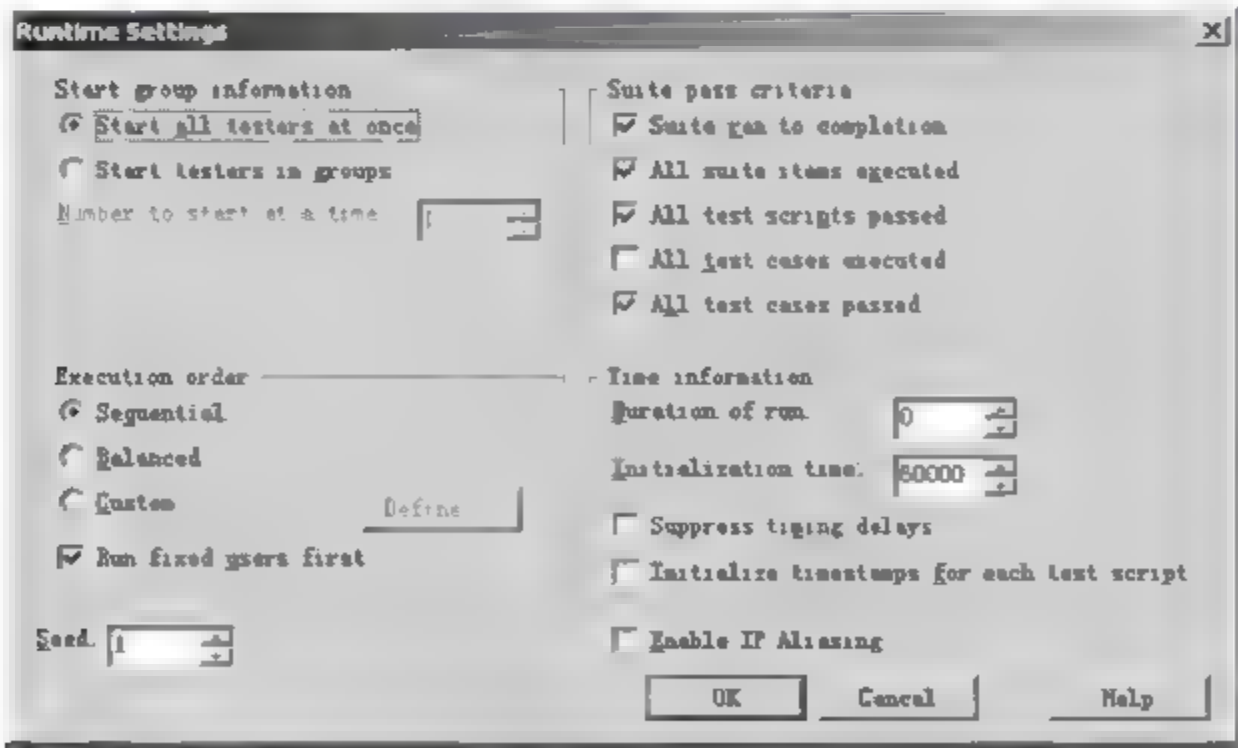 Runtime Settings
Start group information
Start all testers at once
Start testers in groups
Number to start at a time
1
Suite pass criteria
Suite ran to completion
All suite items executed
All test scripts passed
All test cases executed
All test cases passed
Execution order
Sequential
Balanced
Custom
Define
Run fixed users first
Seed
1
Time information
Duration of run
0
Initialization time:
60000
Suppress timing delays
Initialize timestamps for each test script
Enable IP Aliasing
OK
Cancel
Help